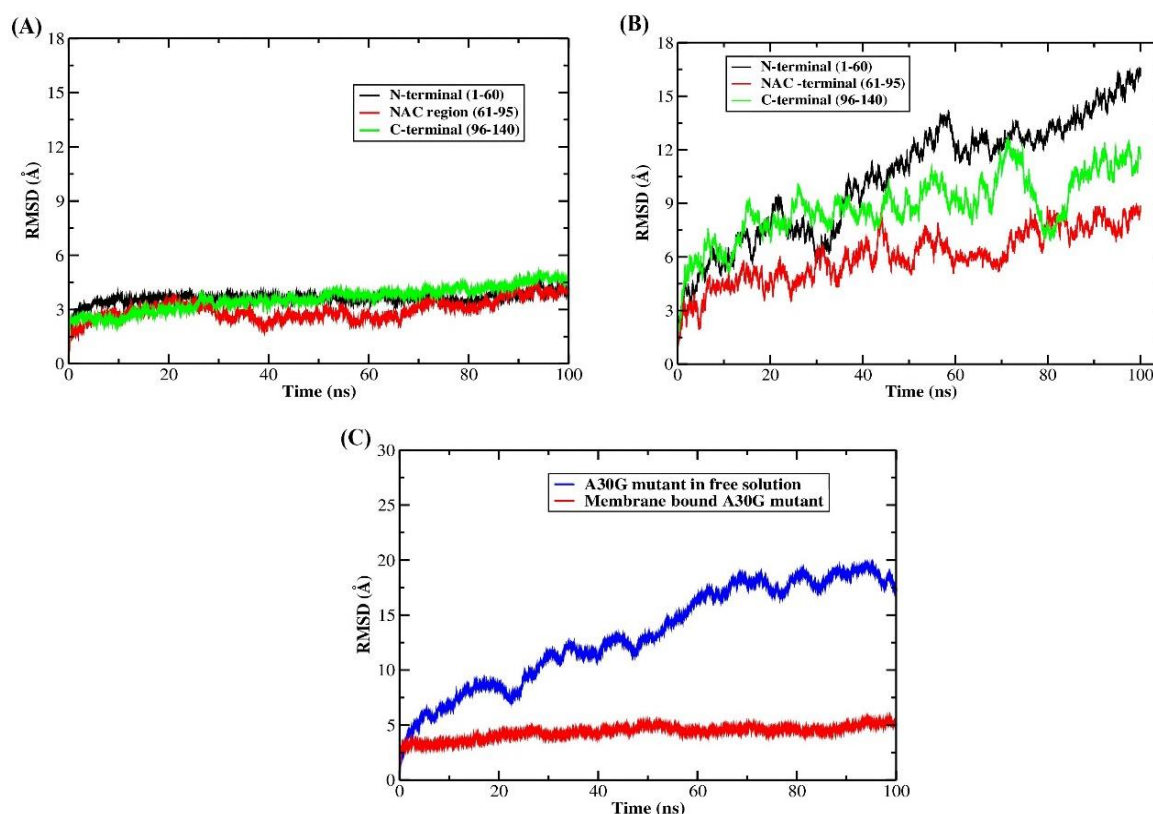 (A)
18
15
12
9
6
3
0
RMSD (Å)
N-terminal (1-60)
NAC region (61-95)
C-terminal (96-140)
0 20 40 60 80 100
Time (ns)
(B)
18
15
12
9
6
3
0
RMSD (Å)
N-terminal (1-60)
NAC -terminal (61-95)
C-terminal (96-140)
0 20 40 60 80 100
Time (ns)
(C)
30
25
20
15
10
5
0
RMSD (Å)
A30G mutant in free solution
Membrane bound A30G mutant
0 20 40 60 80 100
Time (ns)